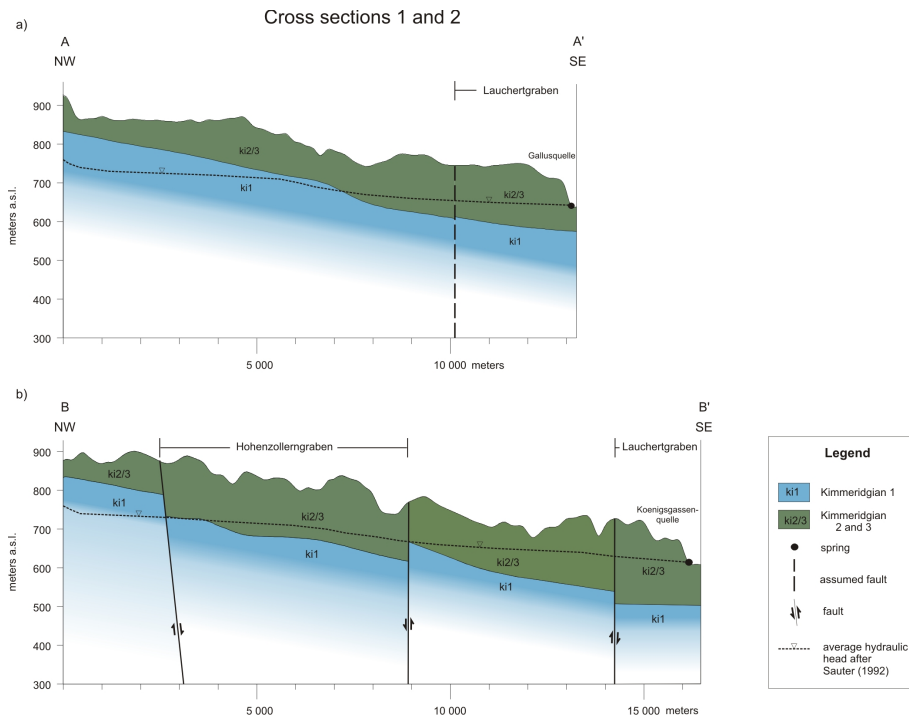 Cross sections 1 and 2
a)
A
A'
NW
SE
Lauchertgraben
900
800
700
600
500
400
300
meters a.s.l.
ki2/3
Gallusquelle
ki1
ki2/3
ki1
5 000
10 000 meters
b)
B
B'
NW
SE
Hohenzollerngraben
Lauchertgraben
900
800
700
600
500
400
300
meters a.s.l.
ki2/3
ki1
ki2/3
ki1
ki2/3
ki1
Koenigsgassen-
quelle
ki2/3
ki1
5 000
10 000
15 000 meters
Legend
ki1 Kimmeridgian 1
ki2/3 Kimmeridgian
2 and 3
spring
assumed fault
fault
average hydraulic
head after
Sauter (1992)